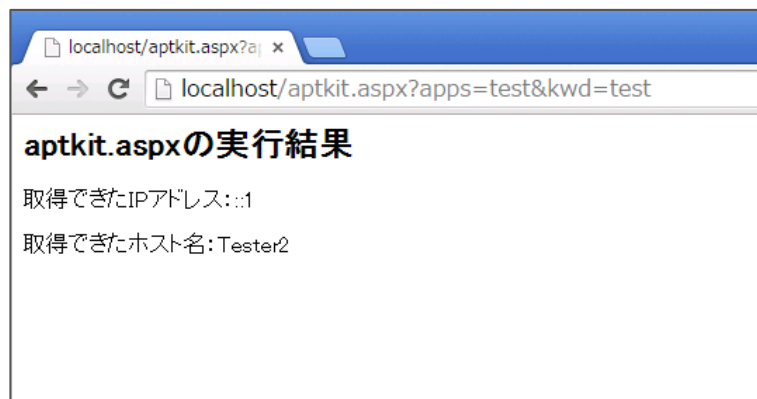 localhost/aptkit.aspx?a
localhost/aptkit.aspx?apps=test&kwd=test
aptkit.aspxの実行結果
取得できたIPアドレス：::1
取得できたホスト名：Tester2